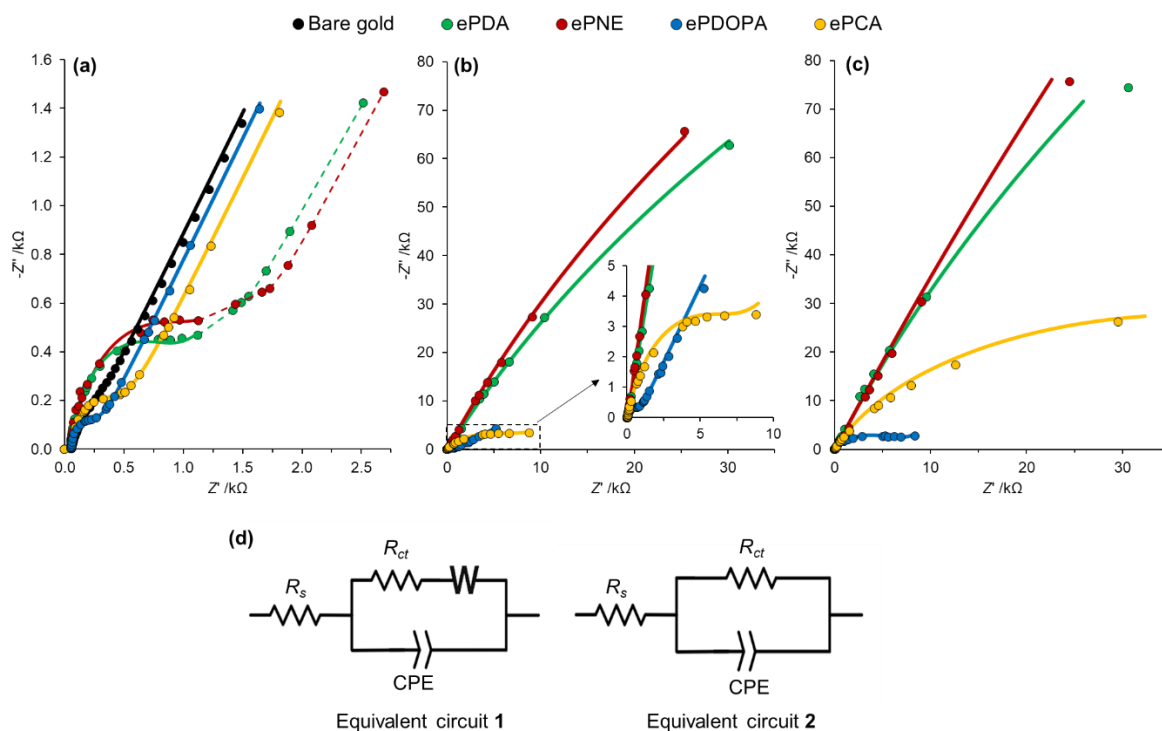 Bare gold ePDA ePNE ePDOPA ePCA
(a)
1.6
1.4
1.2
1.0
0.8
0.6
0.4
0.2
0.0
-Z'' /kΩ
0.0 0.5 1.0 1.5 2.0 2.5
Z' /kΩ
(b)
80
70
60
50
40
30
20
10
0
-Z'' /kΩ
0 10 20 30
Z' /kΩ
5
4
3
2
1
0
0 5 10
(c)
80
70
60
50
40
30
20
10
0
-Z'' /kΩ
0 10 20 30
Z' /kΩ
(d)
Rs
Rct
W
CPE
Equivalent circuit 1
Rs
Rct
CPE
Equivalent circuit 2